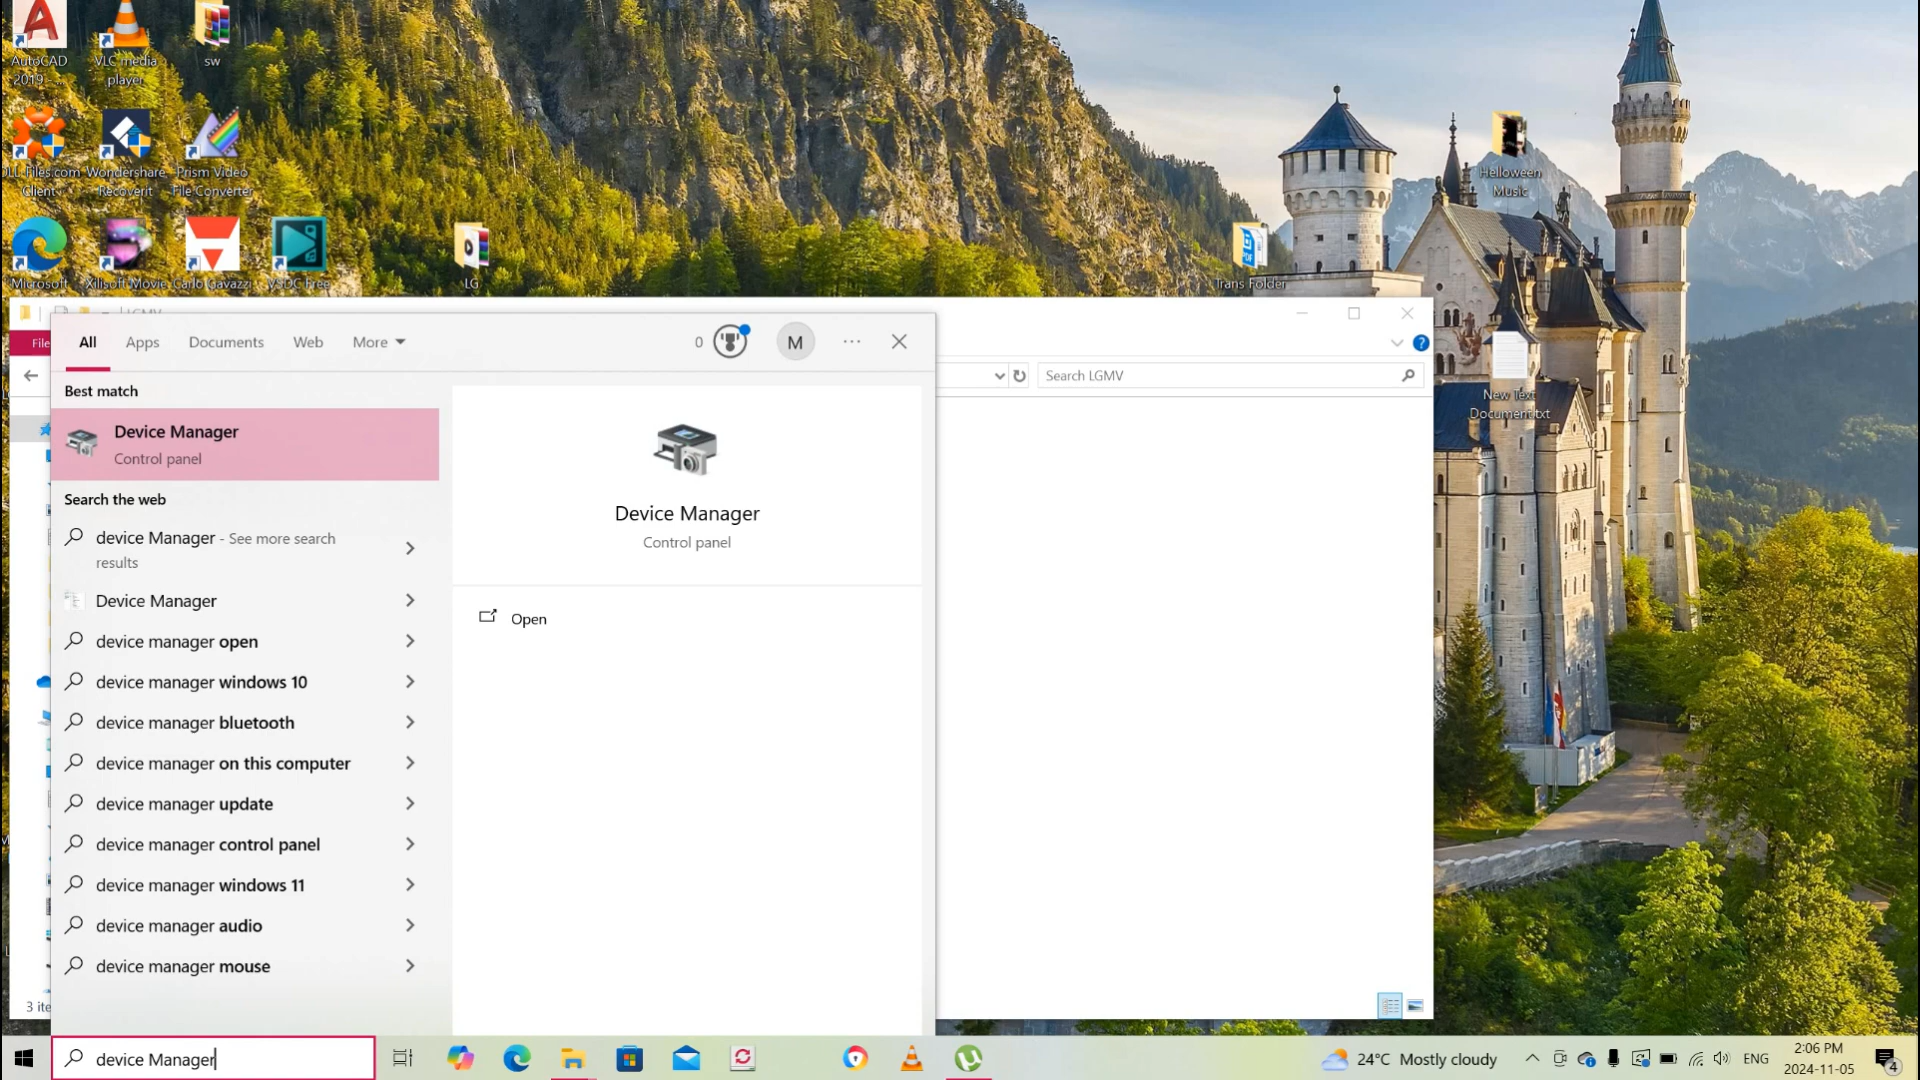 AutoCAD
2019 -
VLC media
player
sw
DLL-Files.com
Client
Wondershare
Recoverit
Prism Video
File Converter
Microsoft
Xilisoft Movie
Carlo Gavazzi
VSDC Free
LG
Trans Folder
Helloween
Music
New Text
Document.txt
LGMV
File
Search LGMV
3 ite
All
Apps
Documents
Web
More
0
M
Best match
Device Manager
Control panel
Search the web
device Manager - See more search
results
Device Manager
device manager open
device manager windows 10
device manager bluetooth
device manager on this computer
device manager update
device manager control panel
device manager windows 11
device manager audio
device manager mouse
Device Manager
Control panel
Open
device Manager
24°C Mostly cloudy
ENG
2:06 PM
2024-11-05
4